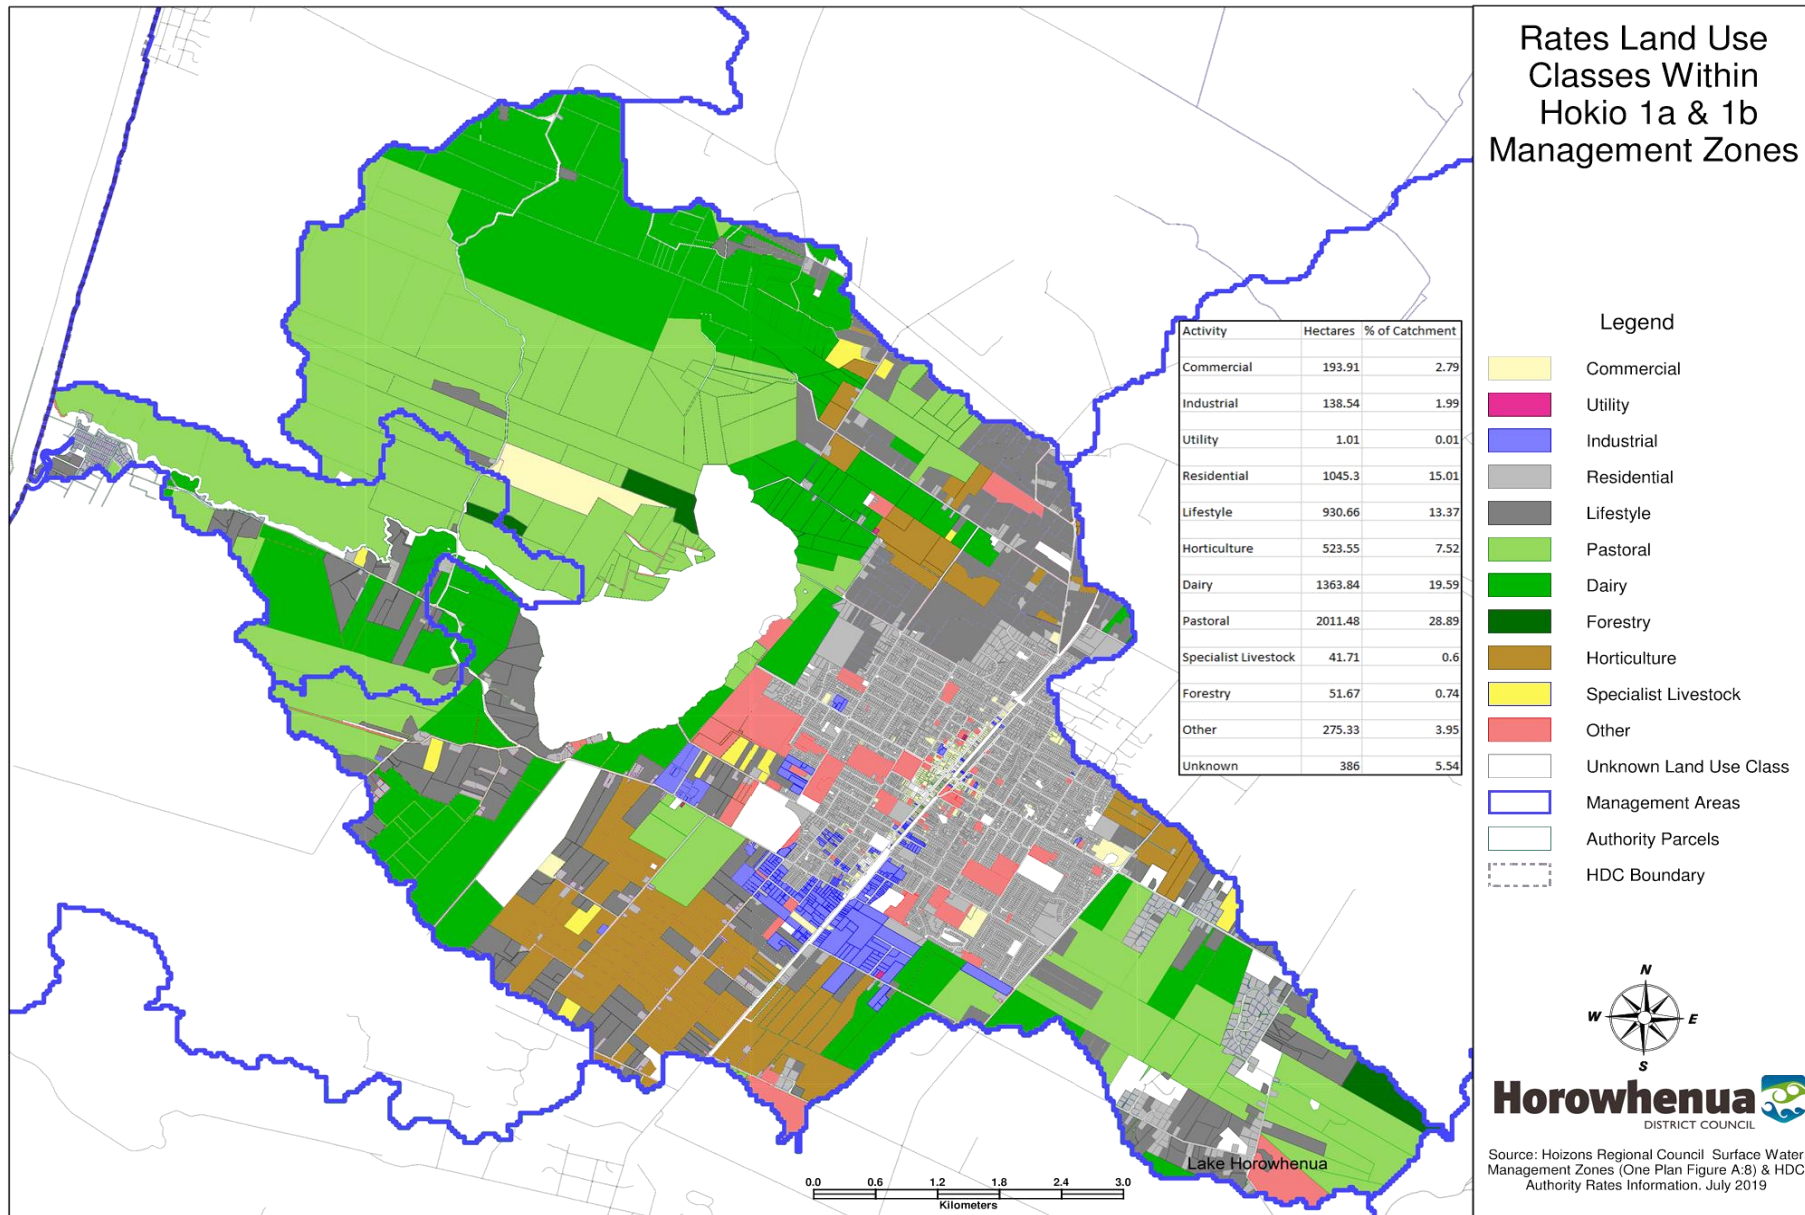 Rates Land Use
Classes Within
Hokio 1a & 1b
Management Zones
Activity Hectares % of Catchment
Commercial 193.91 2.79
Industrial 138.54 1.99
Utility 1.01 0.01
Residential 1045.3 15.01
Lifestyle 930.66 13.37
Horticulture 523.55 7.52
Dairy 1363.84 19.59
Pastoral 2011.48 28.89
Specialist Livestock 41.71 0.6
Forestry 51.67 0.74
Other 275.33 3.95
Unknown 386 5.54
Legend
Commercial
Utility
Industrial
Residential
Lifestyle
Pastoral
Dairy
Forestry
Horticulture
Specialist Livestock
Other
Unknown Land Use Class
Management Areas
Authority Parcels
HDC Boundary
N
W E
S
Horowhenua
DISTRICT COUNCIL
Source: Hoizons Regional Council Surface Water
Management Zones (One Plan Figure A:8) & HDC
Authority Rates Information. July 2019
Lake Horowhenua
0.0 0.6 1.2 1.8 2.4 3.0
Kilometers